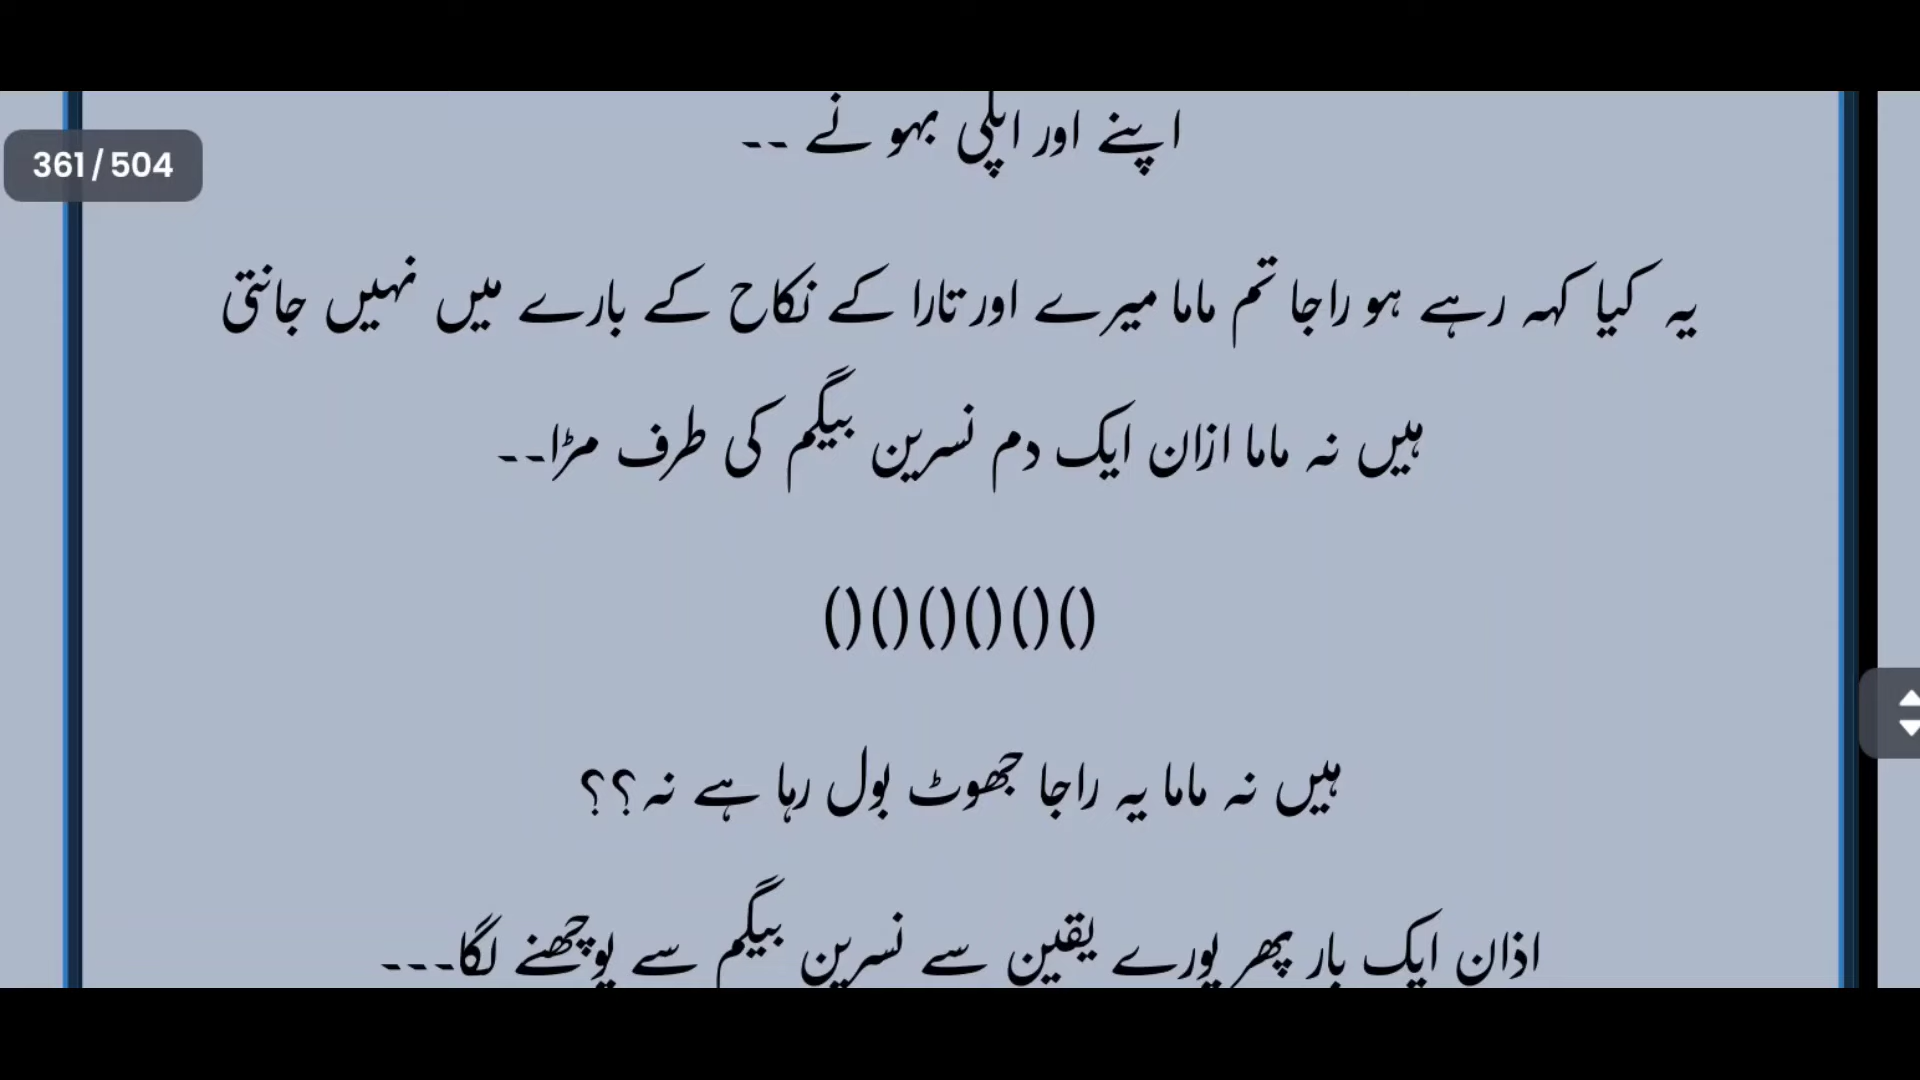 اپنے اور اپلی بہو نے --
361/504
یہ کیا کہہ رہے ہو راجا تم ماما میرے اور تارا کے نکاح کے بارے میں نہیں جانتی
ہیں نہ ماما ازان ایک دم نسرین بیگم کی طرف مڑا--
()()()()()()
ہیں نہ ماما یہ راجا جھوٹ بول رہا ہے نہ؟؟
اذان ایک بار پھر پورے یقین سے نسرین بیگم سے پوچھنے لگا---